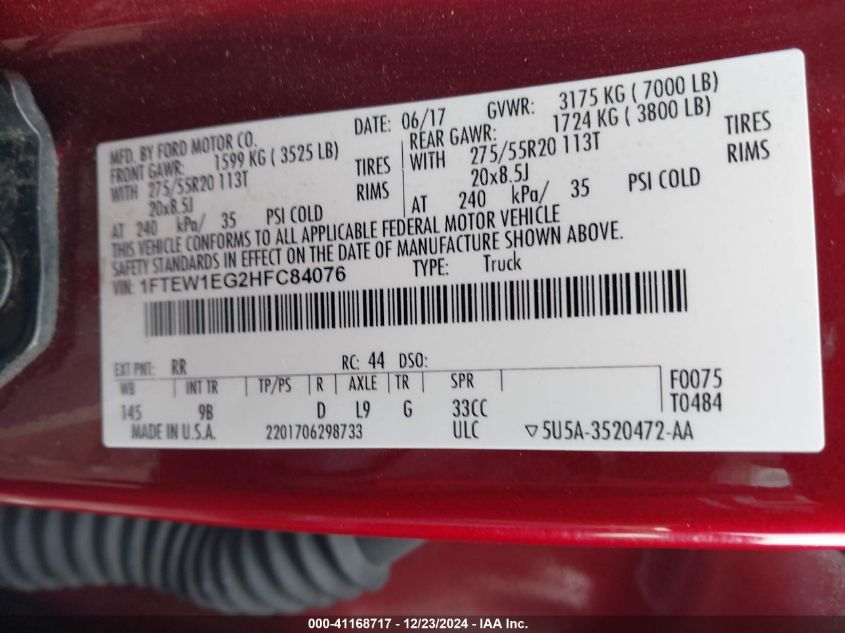 MFD. BY FORD MOTOR CO. DATE: 06/17 GVWR: 3175 KG ( 7000 LB)
FRONT GAWR: 1599 KG ( 3525 LB) REAR GAWR: 1724 KG ( 3800 LB)
WITH 275/55R20 113T TIRES WITH 275/55R20 113T TIRES
20x8.5J RIMS 20x8.5J RIMS
AT 240 kPa/ 35 PSI COLD AT 240 kPa/ 35 PSI COLD
THIS VEHICLE CONFORMS TO ALL APPLICABLE FEDERAL MOTOR VEHICLE
SAFETY STANDARDS IN EFFECT ON THE DATE OF MANUFACTURE SHOWN ABOVE.
VIN: 1FTEW1EG2HFC84076 TYPE: Truck
EXT PNT: RR RC: 44 DSO:
WB INT TR TP/PS R AXLE TR SPR F0075
145 9B D L9 G 33CC T0484
MADE IN U.S.A. 2201706298733 ULC ▽5U5A-3520472-AA
000-41168717 - 12/23/2024 - IAA Inc.